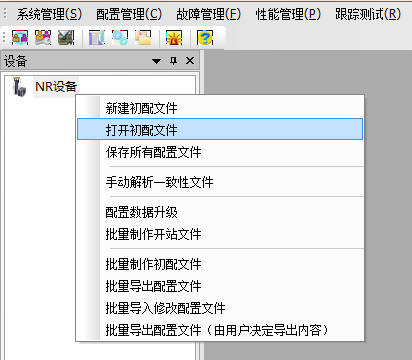 系统管理(S) 配置管理(C) 故障管理(F) 性能管理(P) 跟踪测试(R)
设备
NR设备
新建初配文件
打开初配文件
保存所有配置文件
手动解析一致性文件
配置数据升级
批量制作开站文件
批量制作初配文件
批量导出配置文件
批量导入修改配置文件
批量导出配置文件（由用户决定导出内容）